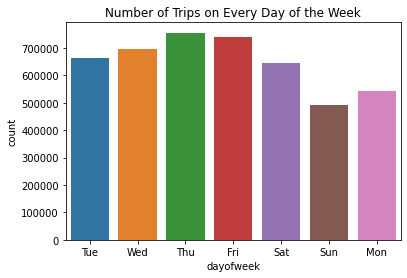 Number of Trips on Every Day of the Week
count
700000
600000
500000
400000
300000
200000
100000
0
Tue Wed Thu Fri Sat Sun Mon
dayofweek